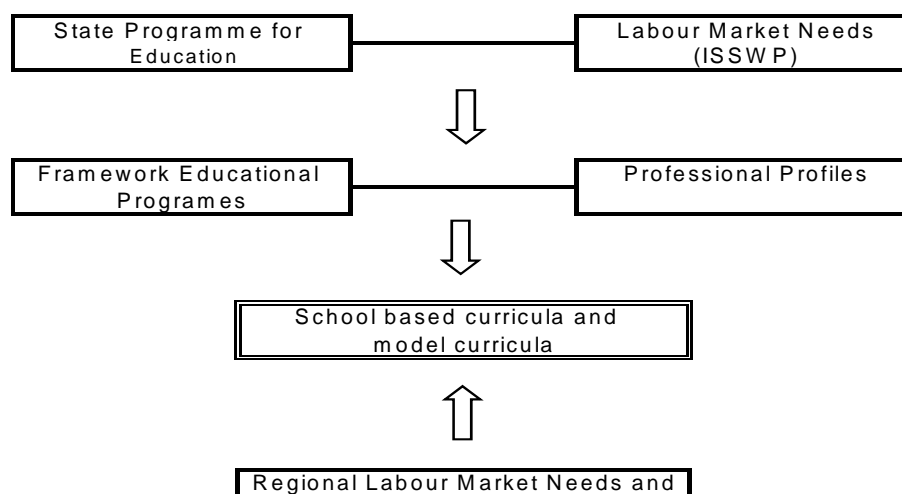 State Programme for
Education
Labour Market Needs
(ISSWP)
Framework Educational
Programes
Professional Profiles
School based curricula and
model curricula
Regional Labour Market Needs and